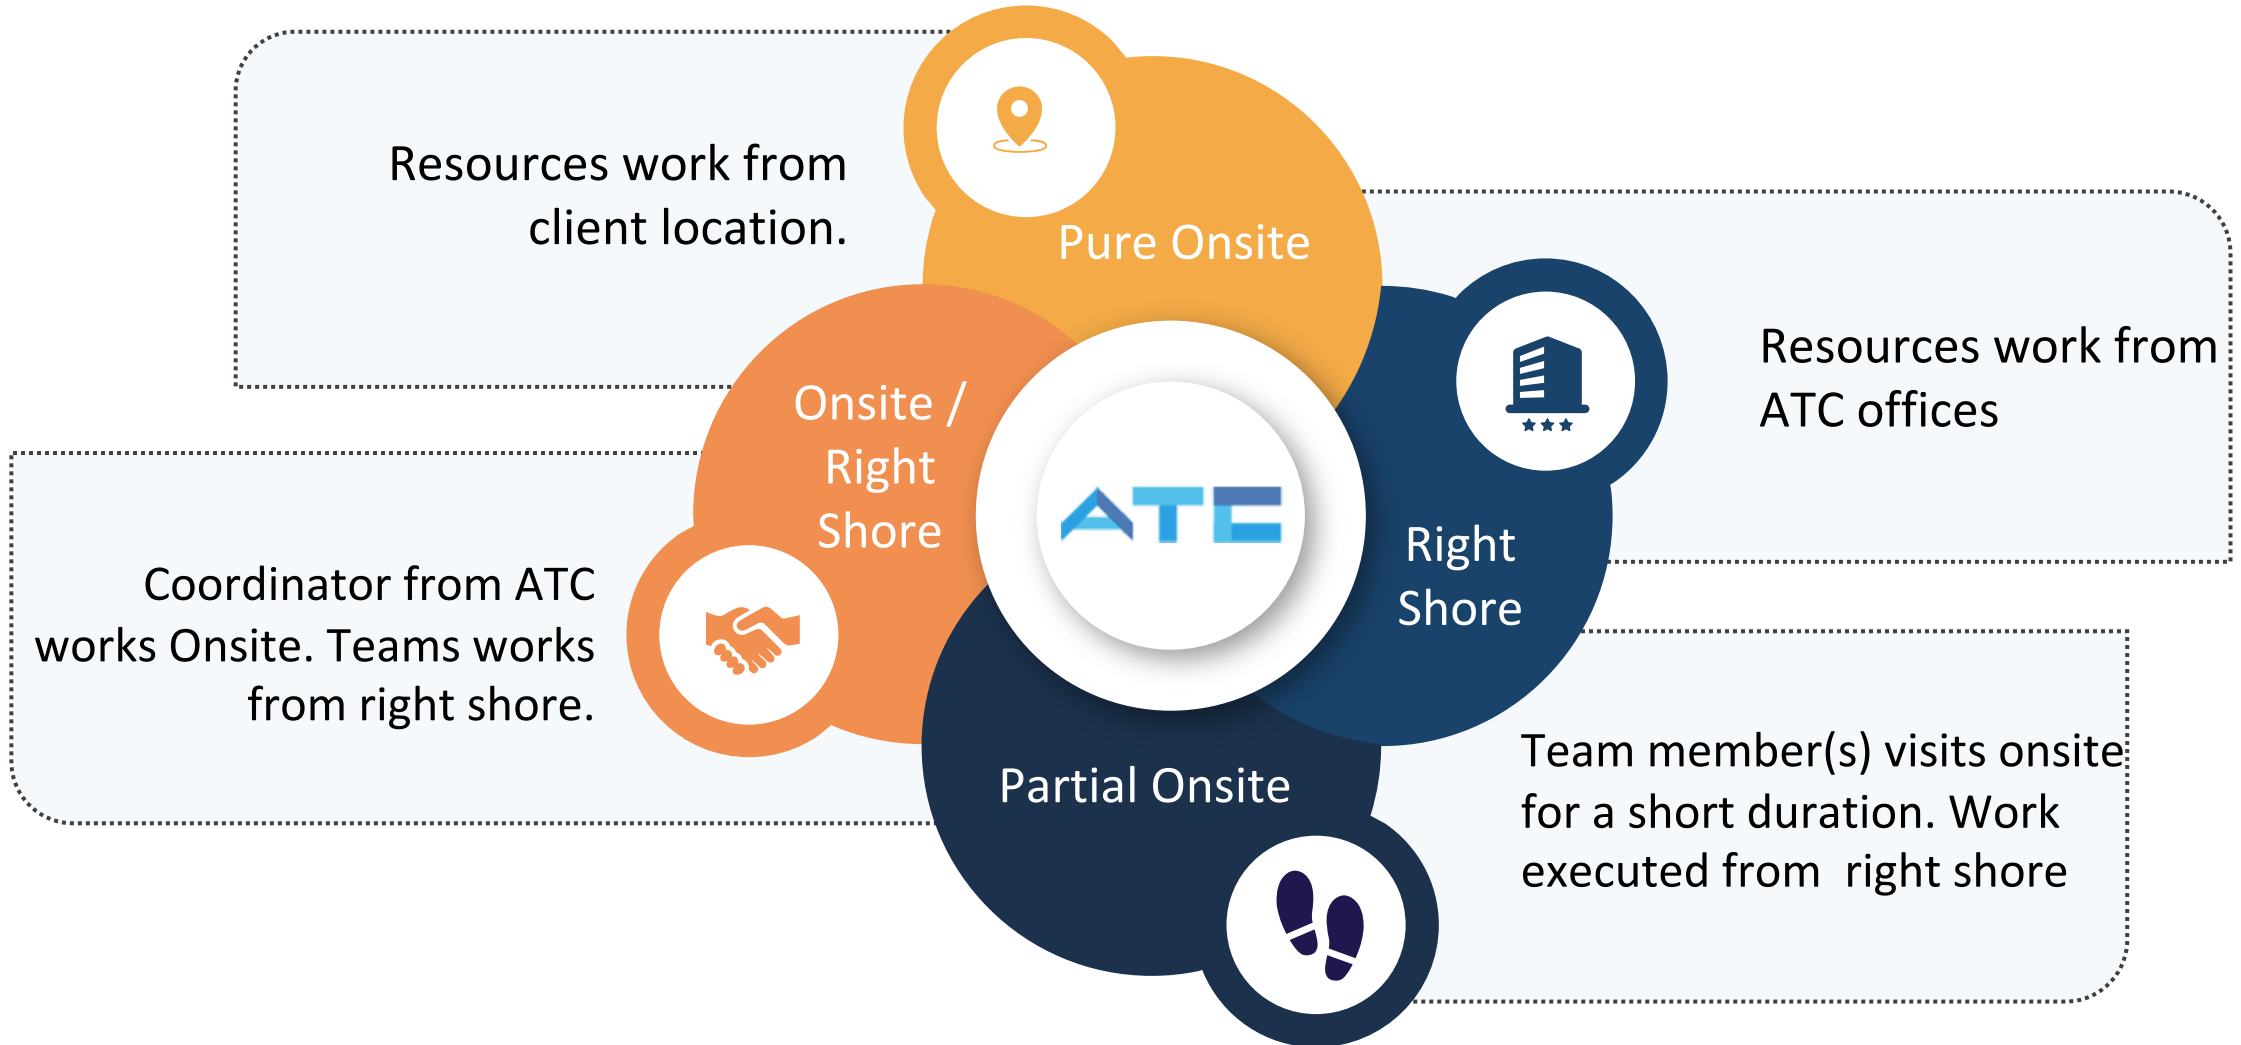 Resources work from
client location.
Pure Onsite
Resources work from
ATC offices
Onsite /
Right
Shore
ATC
Right
Shore
Coordinator from ATC
works Onsite. Teams works
from right shore.
Partial Onsite
Team member(s) visits onsite
for a short duration. Work
executed from  right shore